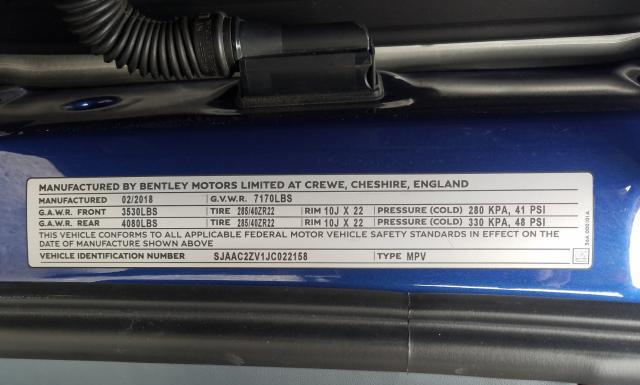 MANUFACTURED BY BENTLEY MOTORS LIMITED AT CREWE, CHESHIRE, ENGLAND
MANUFACTURED 02/2018 G.V.W.R. 7170LBS
G.A.W.R. FRONT 3530LBS TIRE 285/40ZR22 RIM 10J X 22 PRESSURE (COLD) 280 KPA, 41 PSI
G.A.W.R. REAR 4080LBS TIRE 285/40ZR22 RIM 10J X 22 PRESSURE (COLD) 330 KPA, 48 PSI
THIS VEHICLE CONFORMS TO ALL APPLICABLE FEDERAL MOTOR VEHICLE SAFETY STANDARDS IN EFFECT ON THE
DATE OF MANUFACTURE SHOWN ABOVE
VEHICLE IDENTIFICATION NUMBER SJAAC2ZV1JC022158 TYPE MPV